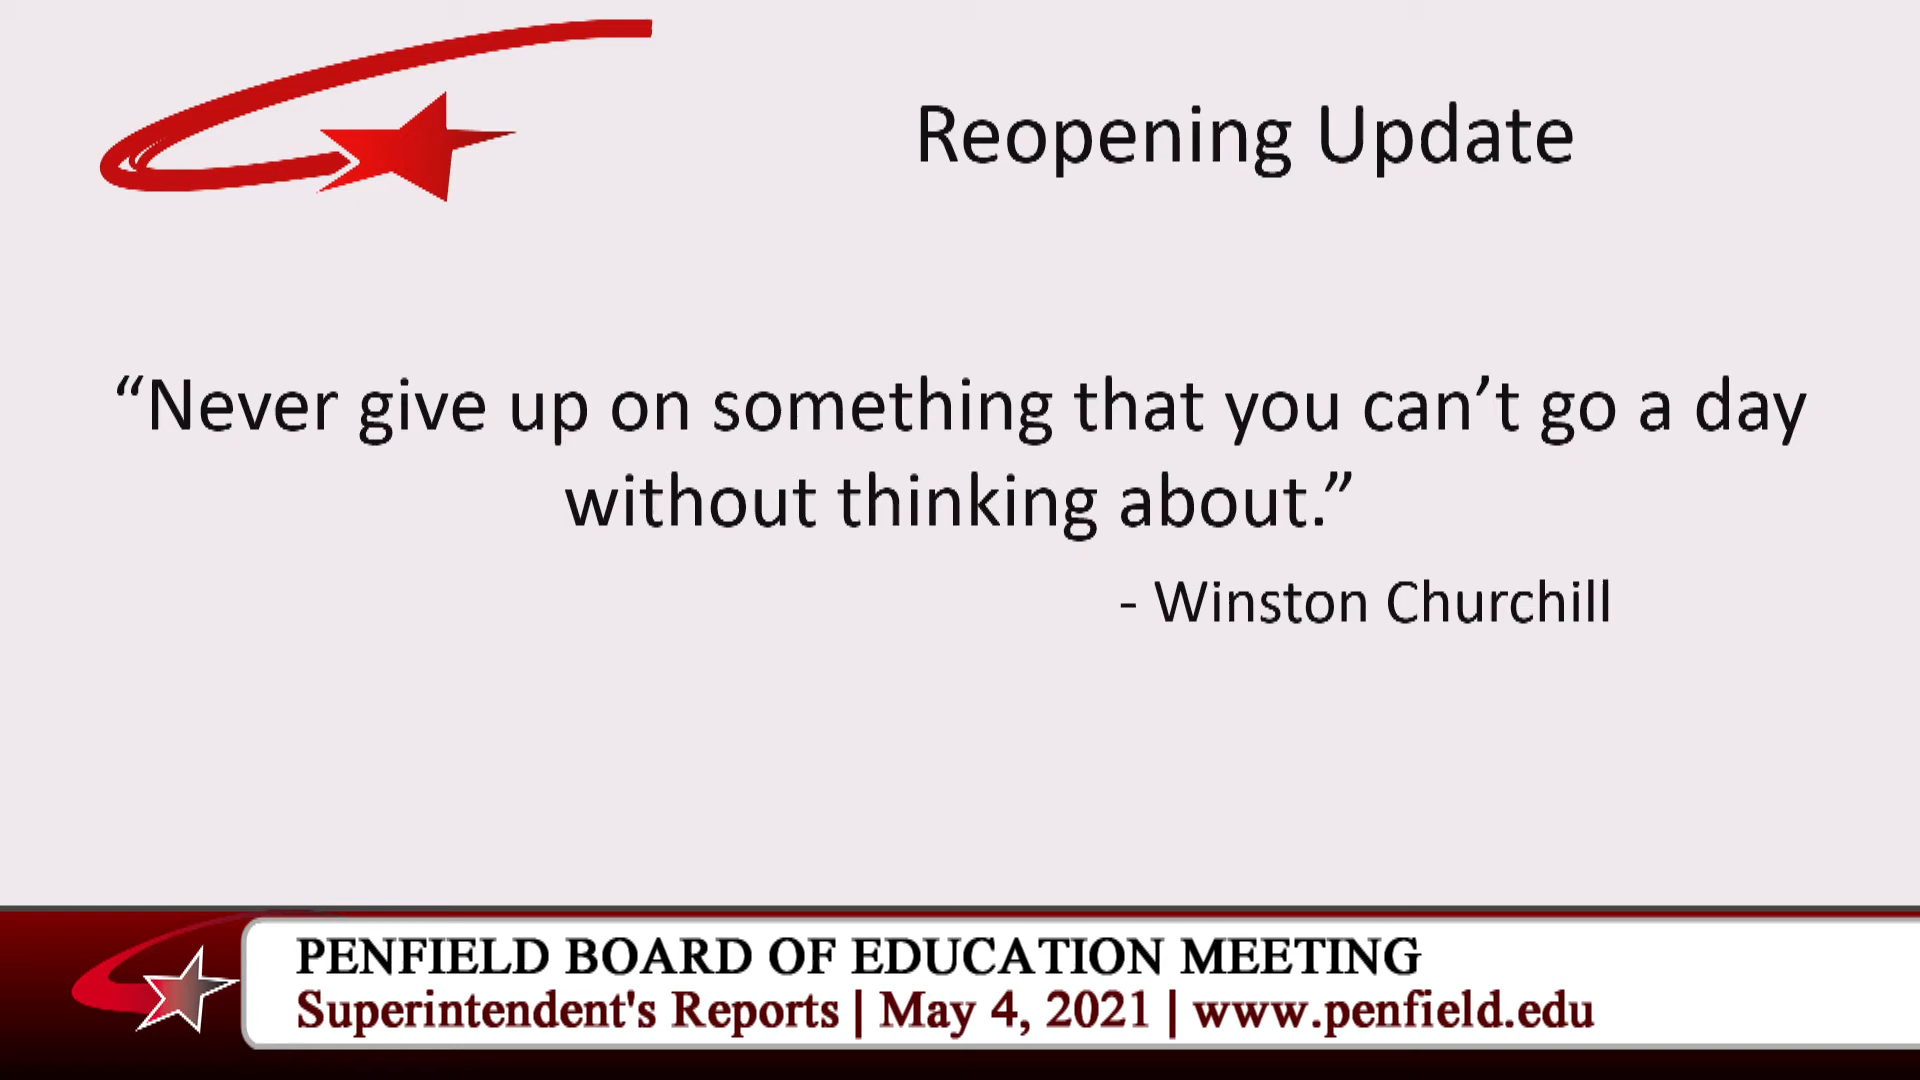 Reopening Update
“Never give up on something that you can’t go a day
without thinking about.”
- Winston Churchill
PENFIELD BOARD OF EDUCATION MEETING
Superintendent's Reports | May 4, 2021 | www.penfield.edu